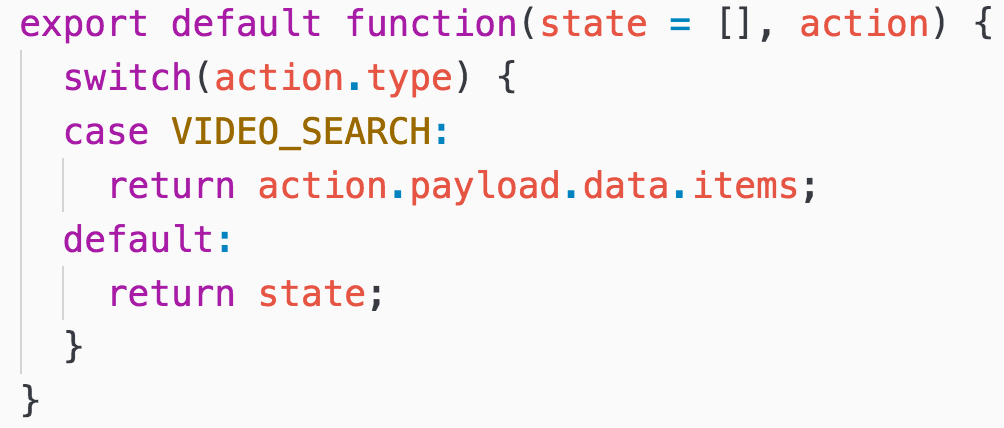 export default function(state = [], action) {
  switch(action.type) {
  case VIDEO_SEARCH:
    return action.payload.data.items;
  default:
    return state;
  }
}